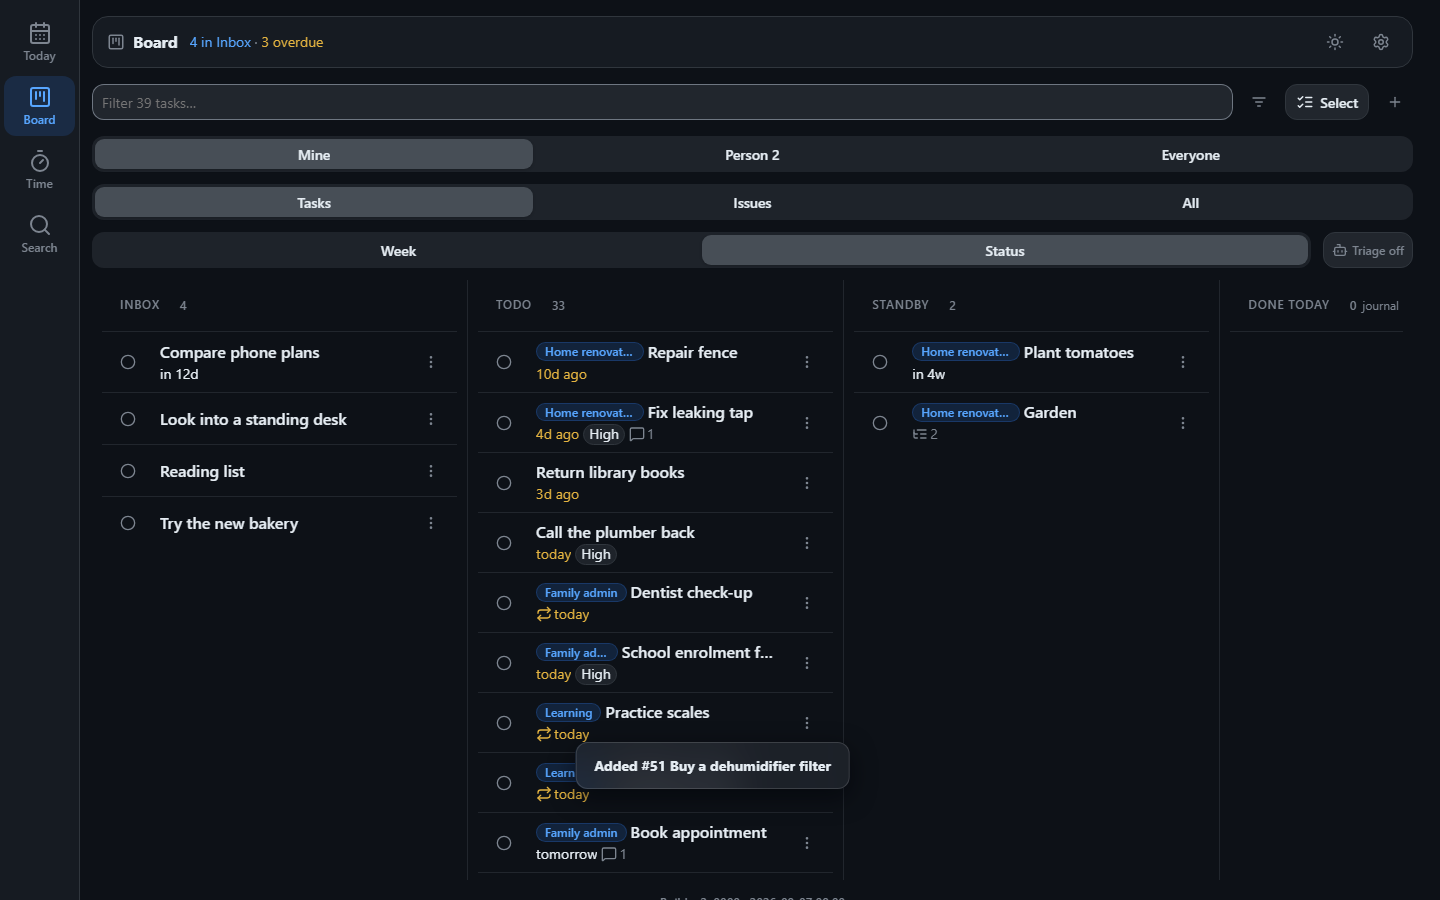 Today
Board
Time
Search
Board 4 in Inbox · 3 overdue
Filter 39 tasks...
Select
Mine Person 2 Everyone
Tasks Issues All
Week Status
Triage off
INBOX 4
Compare phone plans
in 12d
Look into a standing desk
Reading list
Try the new bakery
TODO 33
Home renovat... Repair fence
10d ago
Home renovat... Fix leaking tap
4d ago High 1
Return library books
3d ago
Call the plumber back
today High
Family admin Dentist check-up
today
Family ad... School enrolment f...
today High
Learning Practice scales
today
Learn
today
Family admin Book appointment
tomorrow 1
STANDBY 2
Home renovat... Plant tomatoes
in 4w
Home renovat... Garden
2
DONE TODAY 0 journal
Added #51 Buy a dehumidifier filter